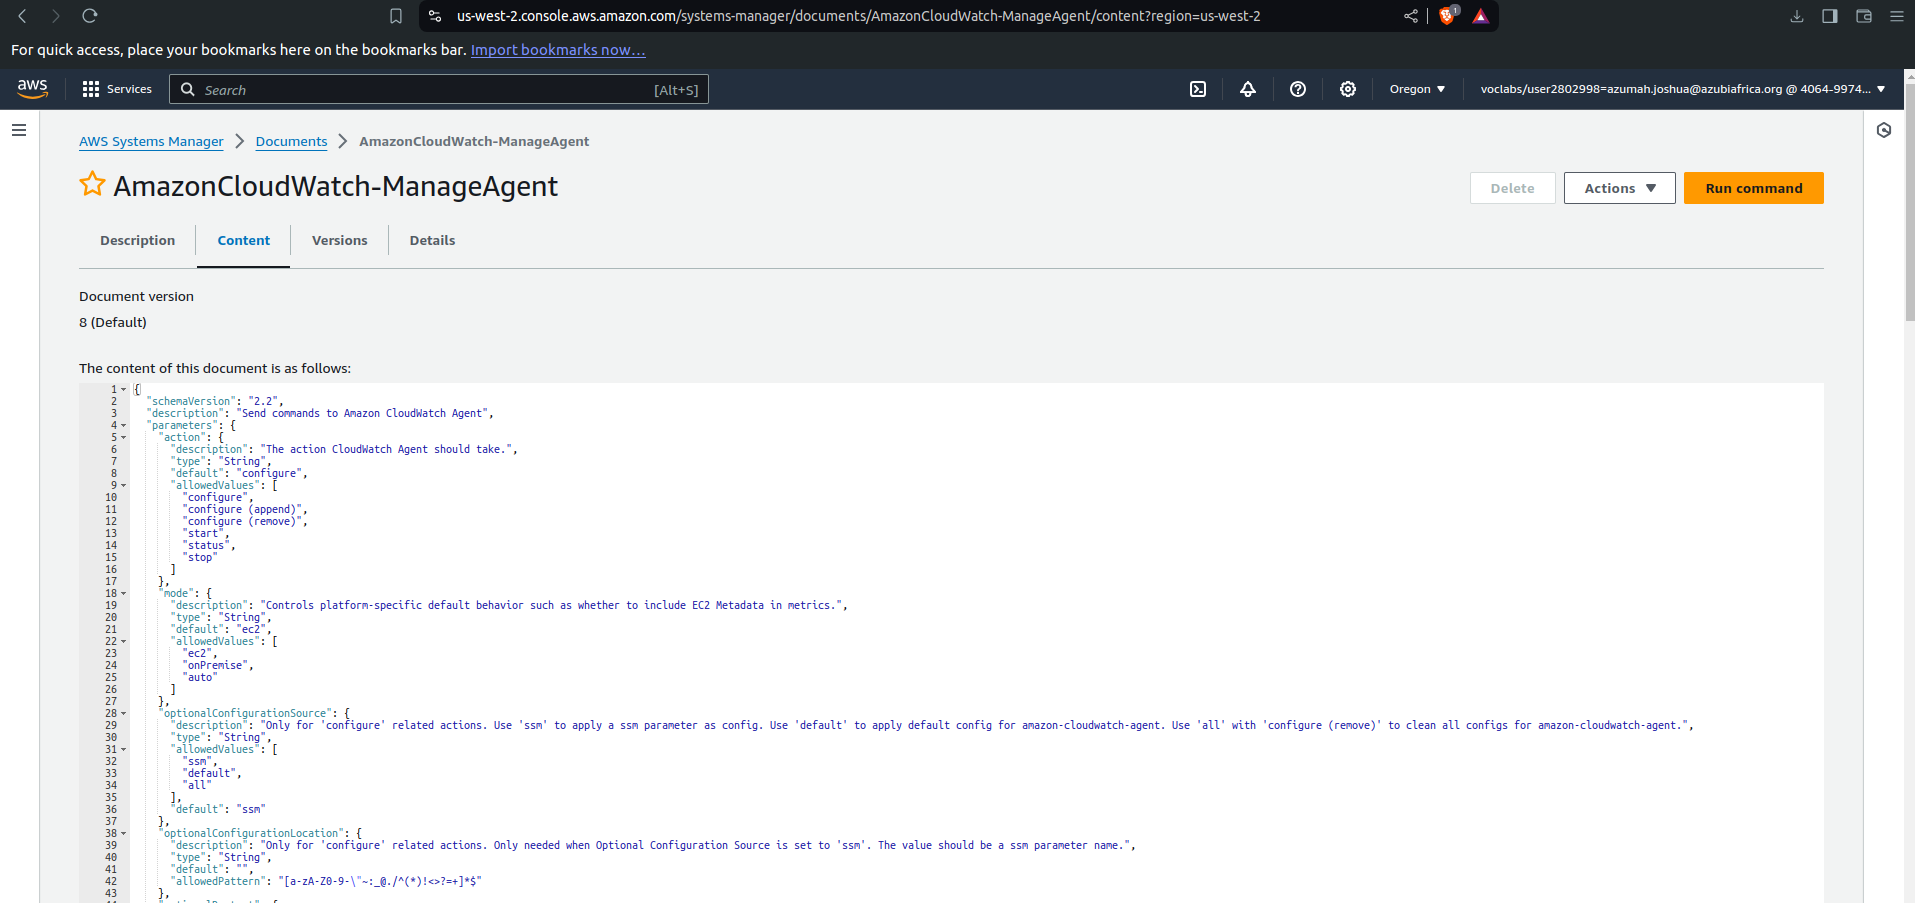 us-west-2.console.aws.amazon.com/systems-manager/documents/AmazonCloudWatch-ManageAgent/content?region=us-west-2
1
For quick access, place your bookmarks here on the bookmarks bar. Import bookmarks now…
aws
Services
Search
[Alt+S]
Oregon
voclabs/user2802998=azumah.joshua@azubiafrica.org @ 4064-9974...
AWS Systems Manager
Documents
AmazonCloudWatch-ManageAgent
AmazonCloudWatch-ManageAgent
Delete
Actions
Run command
Description
Content
Versions
Details
Document version
8 (Default)
The content of this document is as follows:
1 {
2 "schemaVersion": "2.2",
3 "description": "Send commands to Amazon CloudWatch Agent",
4 "parameters": {
5 "action": {
6 "description": "The action CloudWatch Agent should take.",
7 "type": "String",
8 "default": "configure",
9 "allowedValues": [
10 "configure",
11 "configure (append)",
12 "configure (remove)",
13 "start",
14 "status",
15 "stop"
16 ]
17 },
18 "mode": {
19 "description": "Controls platform-specific default behavior such as whether to include EC2 Metadata in metrics.",
20 "type": "String",
21 "default": "ec2",
22 "allowedValues": [
23 "ec2",
24 "onPremise",
25 "auto"
26 ]
27 },
28 "optionalConfigurationSource": {
29 "description": "Only for 'configure' related actions. Use 'ssm' to apply a ssm parameter as config. Use 'default' to apply default config for amazon-cloudwatch-agent. Use 'all' with 'configure (remove)' to clean all configs for amazon-cloudwatch-agent.",
30 "type": "String",
31 "allowedValues": [
32 "ssm",
33 "default",
34 "all"
35 ],
36 "default": "ssm"
37 },
38 "optionalConfigurationLocation": {
39 "description": "Only for 'configure' related actions. Only needed when Optional Configuration Source is set to 'ssm'. The value should be a ssm parameter name.",
40 "type": "String",
41 "default": "",
42 "allowedPattern": "[a-zA-Z0-9-\"~:_@./^(*)!<>?=+]*$"
43 },